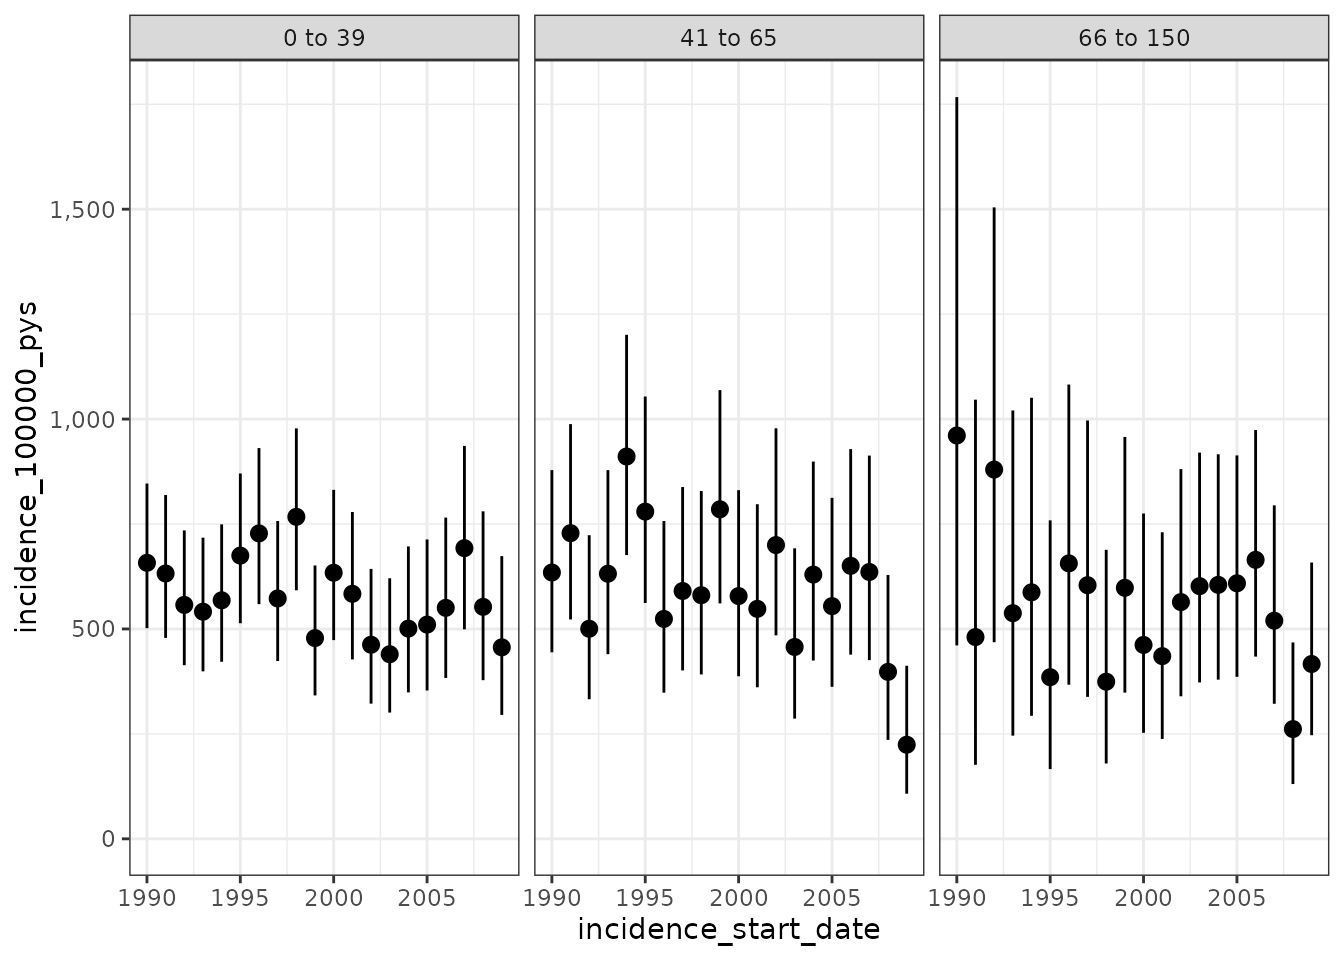 0 to 39
41 to 65
66 to 150
incidence_100000_pys
1,500
1,000
500
0
1990 1995 2000 2005
1990 1995 2000 2005
1990 1995 2000 2005
incidence_start_date